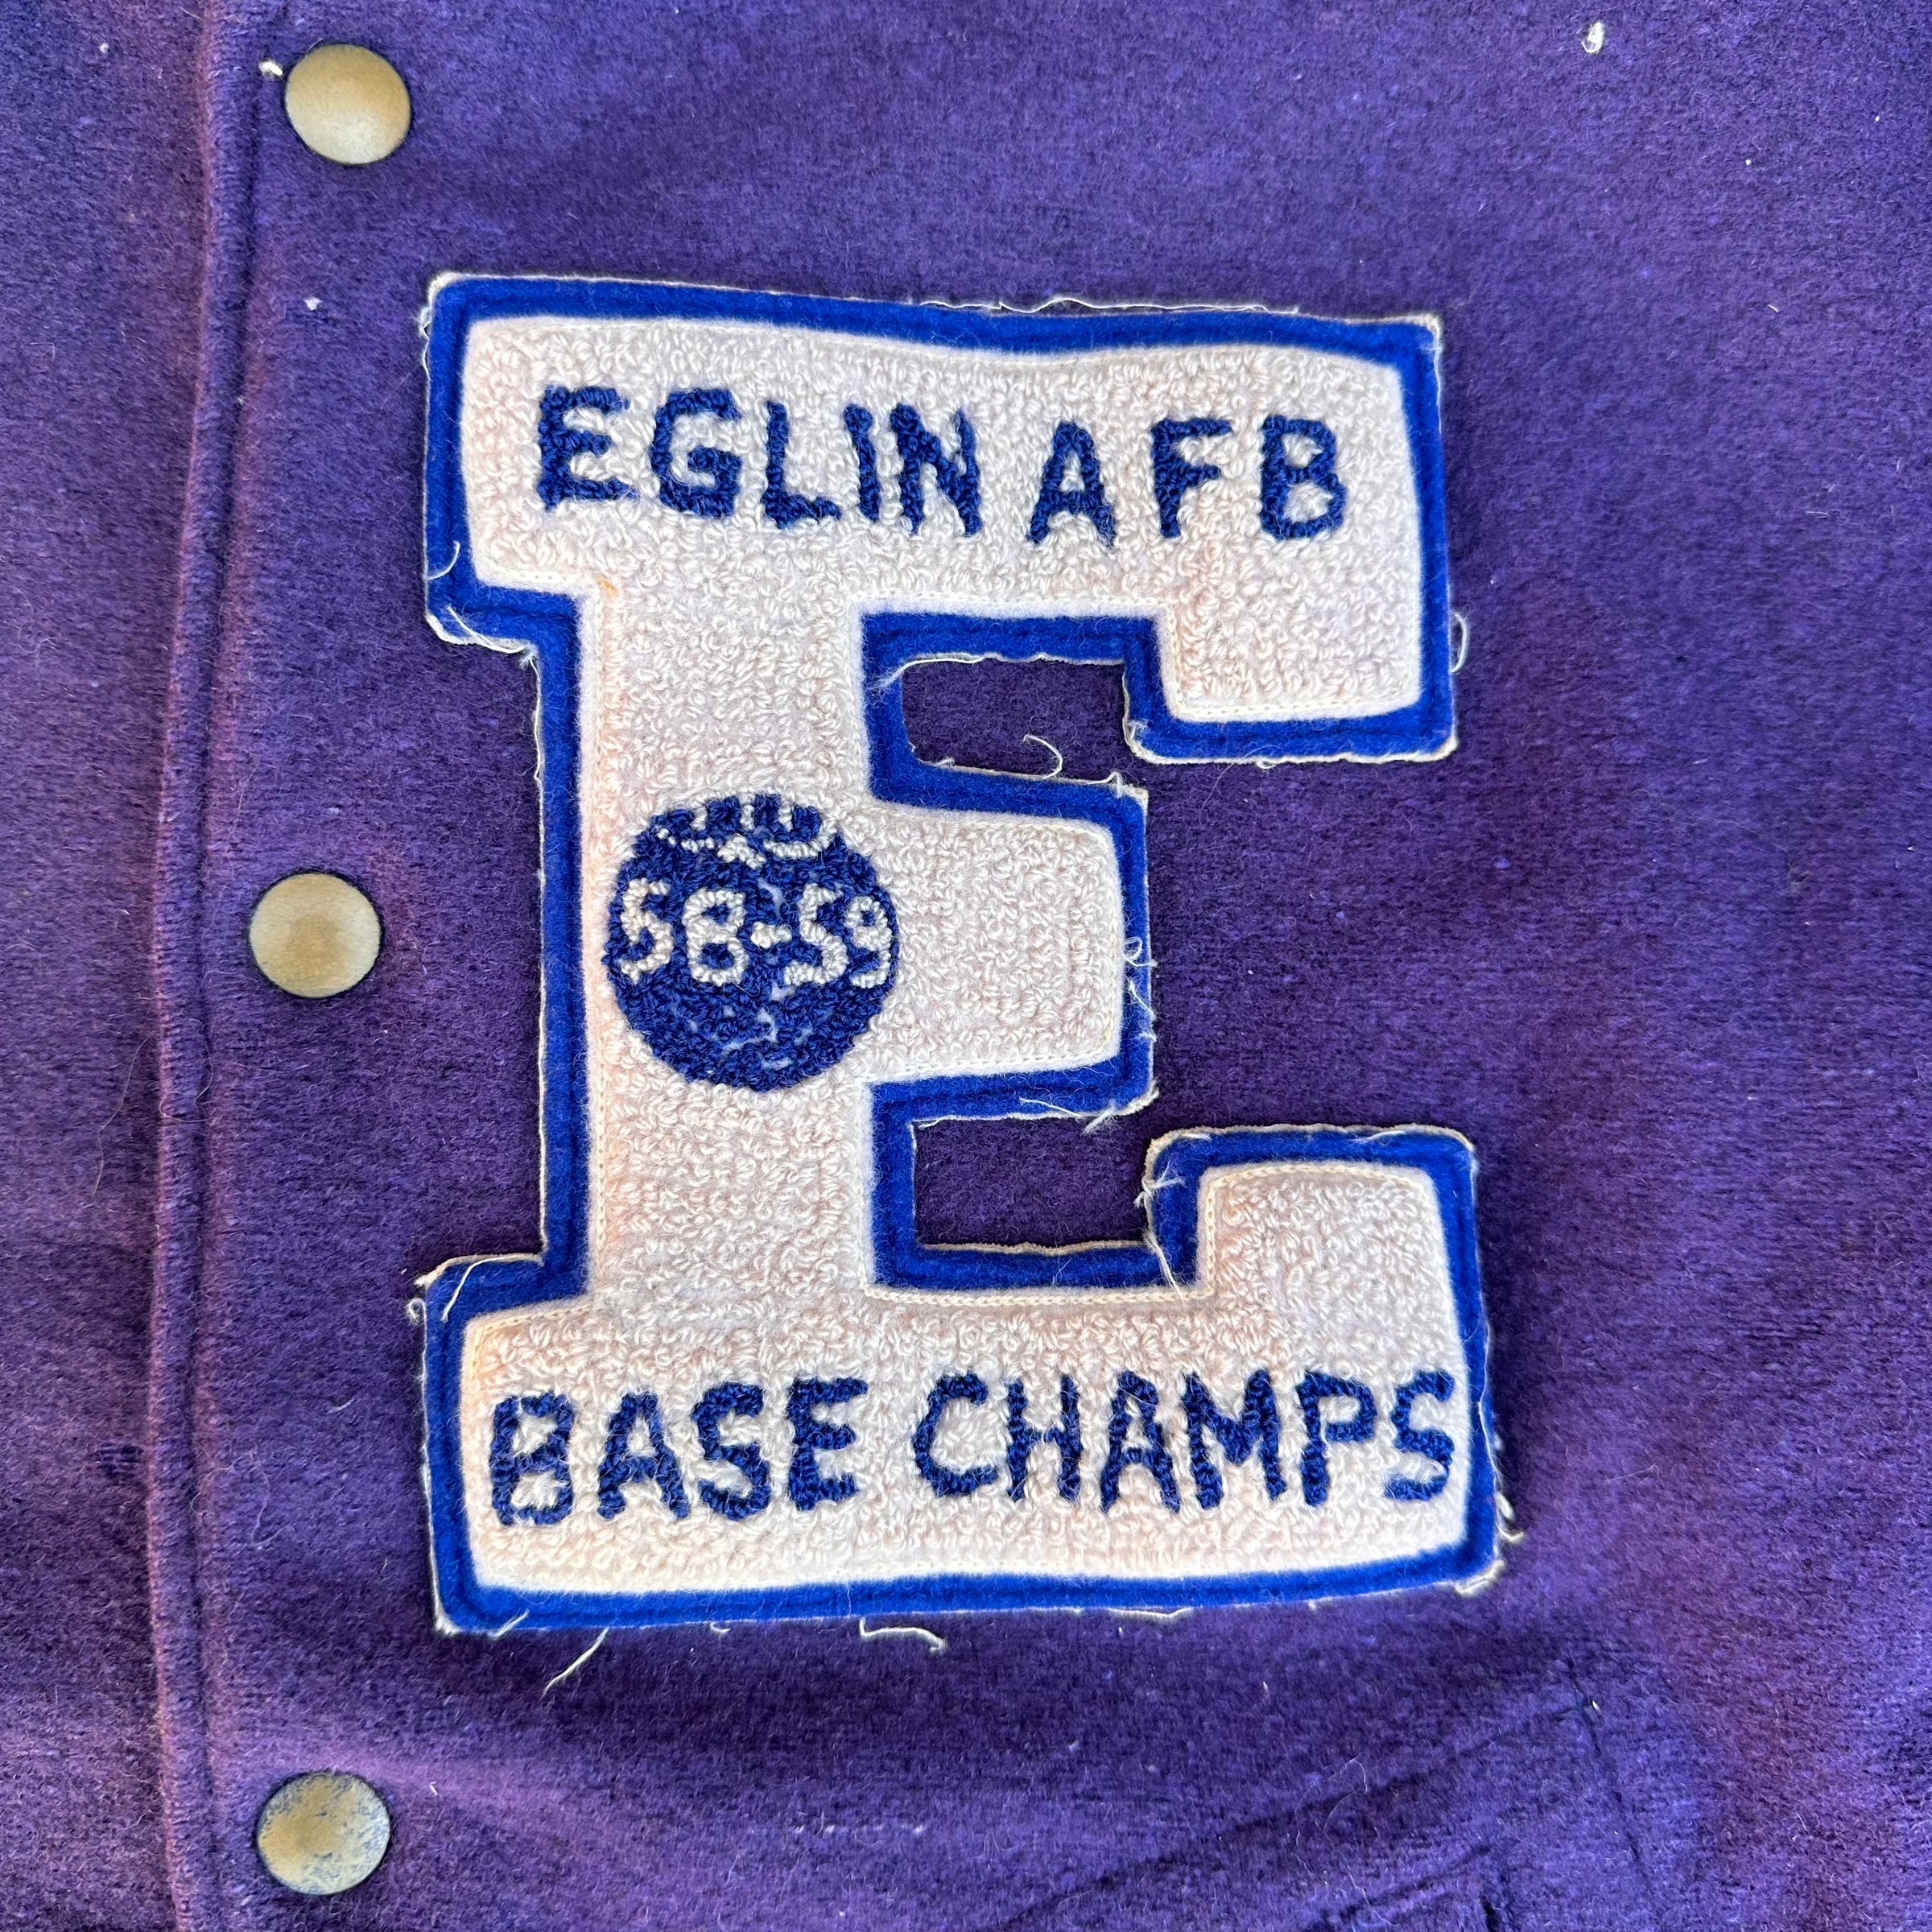 EGLIN AFB
58-59
BASE CHAMPS